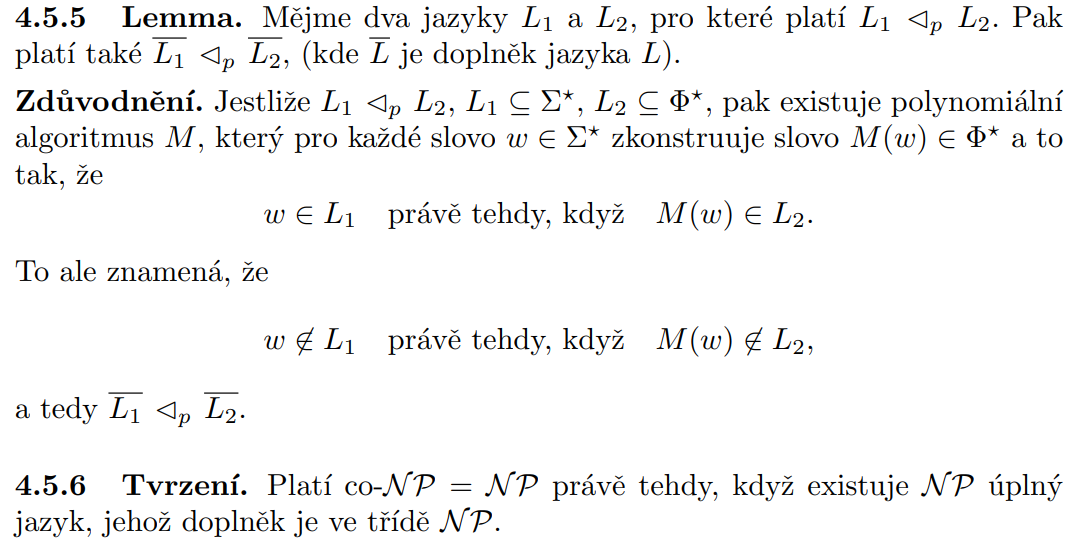 4.5.5 Lemma. Mějme dva jazyky L₁ a L₂, pro které platí L₁ ⊲ₚ L₂. Pak
platí také L̅₁ ⊲ₚ L̅₂, (kde L̅ je doplněk jazyka L).
Zdůvodnění. Jestliže L₁ ⊲ₚ L₂, L₁ ⊆ Σ⋆, L₂ ⊆ Φ⋆, pak existuje polynomiální
algoritmus M, který pro každé slovo w ∈ Σ⋆ zkonstruuje slovo M(w) ∈ Φ⋆ a to
tak, že
w ∈ L₁ právě tehdy, když M(w) ∈ L₂.
To ale znamená, že
w ∉ L₁ právě tehdy, když M(w) ∉ L₂,
a tedy L̅₁ ⊲ₚ L̅₂.
4.5.6 Tvrzení. Platí co-𝒩𝒫 = 𝒩𝒫 právě tehdy, když existuje 𝒩𝒫 úplný
jazyk, jehož doplněk je ve třídě 𝒩𝒫.